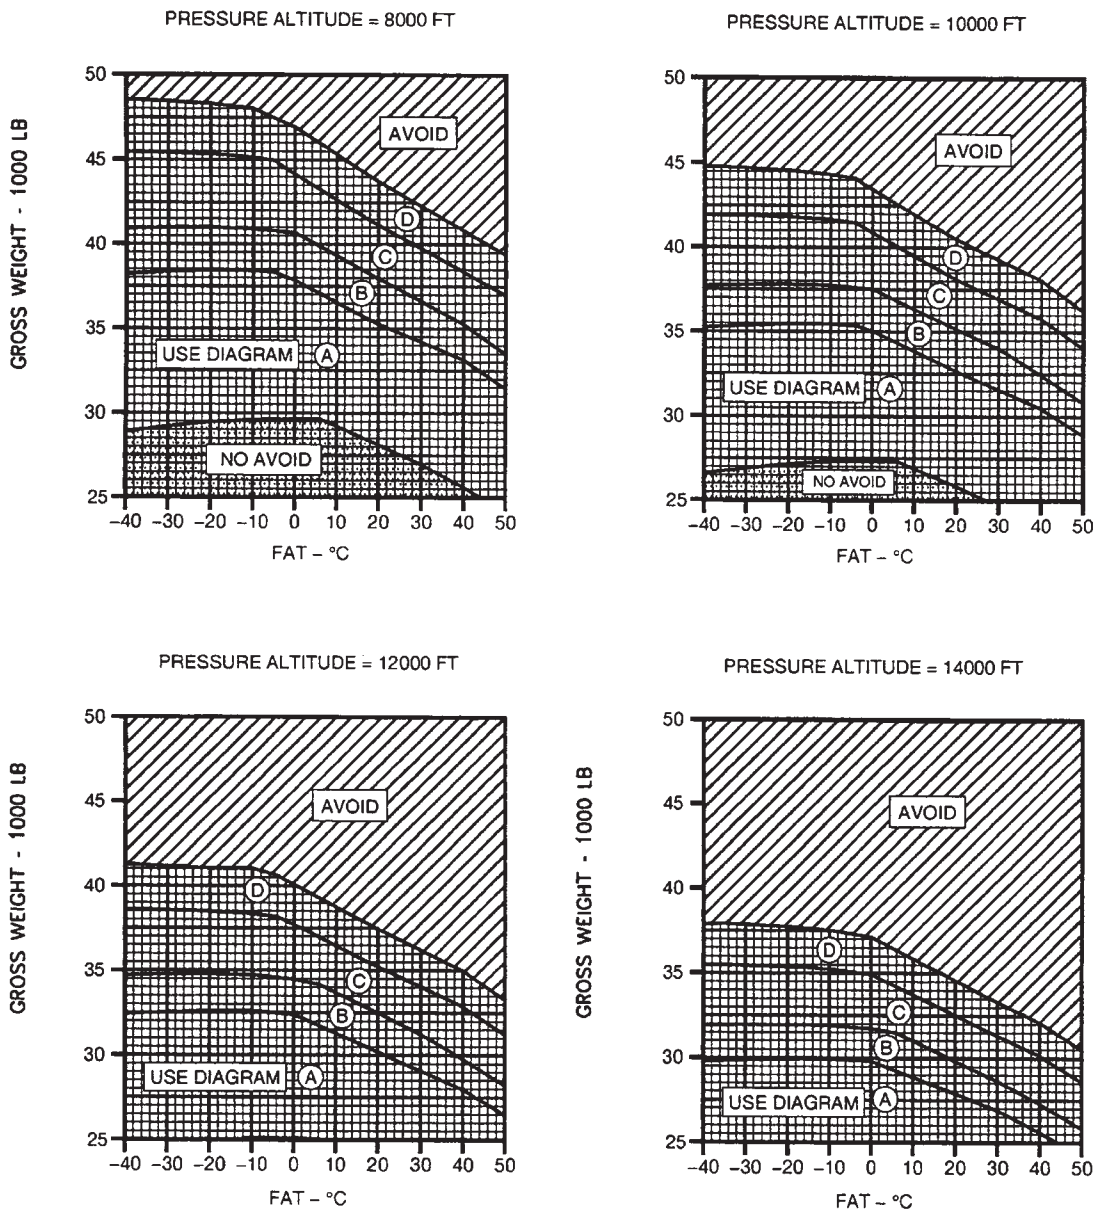 PRESSURE ALTITUDE = 8000 FT
GROSS WEIGHT - 1000 LB
50
45
40
35
30
25
AVOID
D
C
B
USE DIAGRAM A
NO AVOID
-40 -30 -20 -10 0 10 20 30 40 50
FAT - °C
PRESSURE ALTITUDE = 10000 FT
50
45
40
35
30
25
AVOID
D
C
B
USE DIAGRAM A
NO AVOID
-40 -30 -20 -10 0 10 20 30 40 50
FAT - °C
PRESSURE ALTITUDE = 12000 FT
GROSS WEIGHT - 1000 LB
50
45
40
35
30
25
AVOID
D
C
B
USE DIAGRAM A
-40 -30 -20 -10 0 10 20 30 40 50
FAT - °C
PRESSURE ALTITUDE = 14000 FT
GROSS WEIGHT - 1000 LB
50
45
40
35
30
25
AVOID
D
C
B
USE DIAGRAM A
-40 -30 -20 -10 0 10 20 30 40 50
FAT - °C